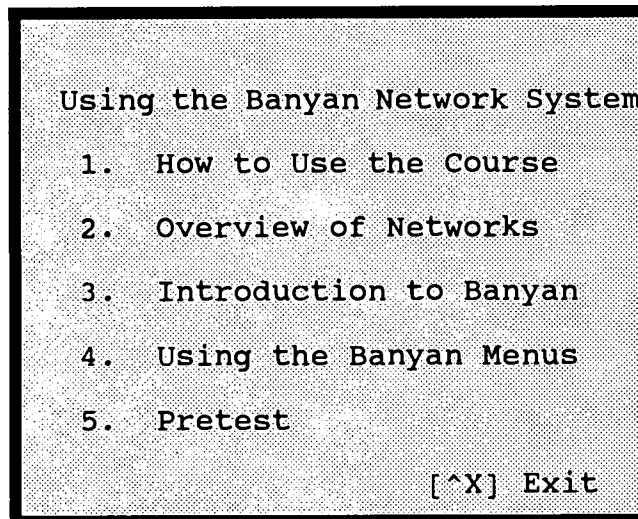 Using the Banyan Network System
1. How to Use the Course
2. Overview of Networks
3. Introduction to Banyan
4. Using the Banyan Menus
5. Pretest
[^X] Exit